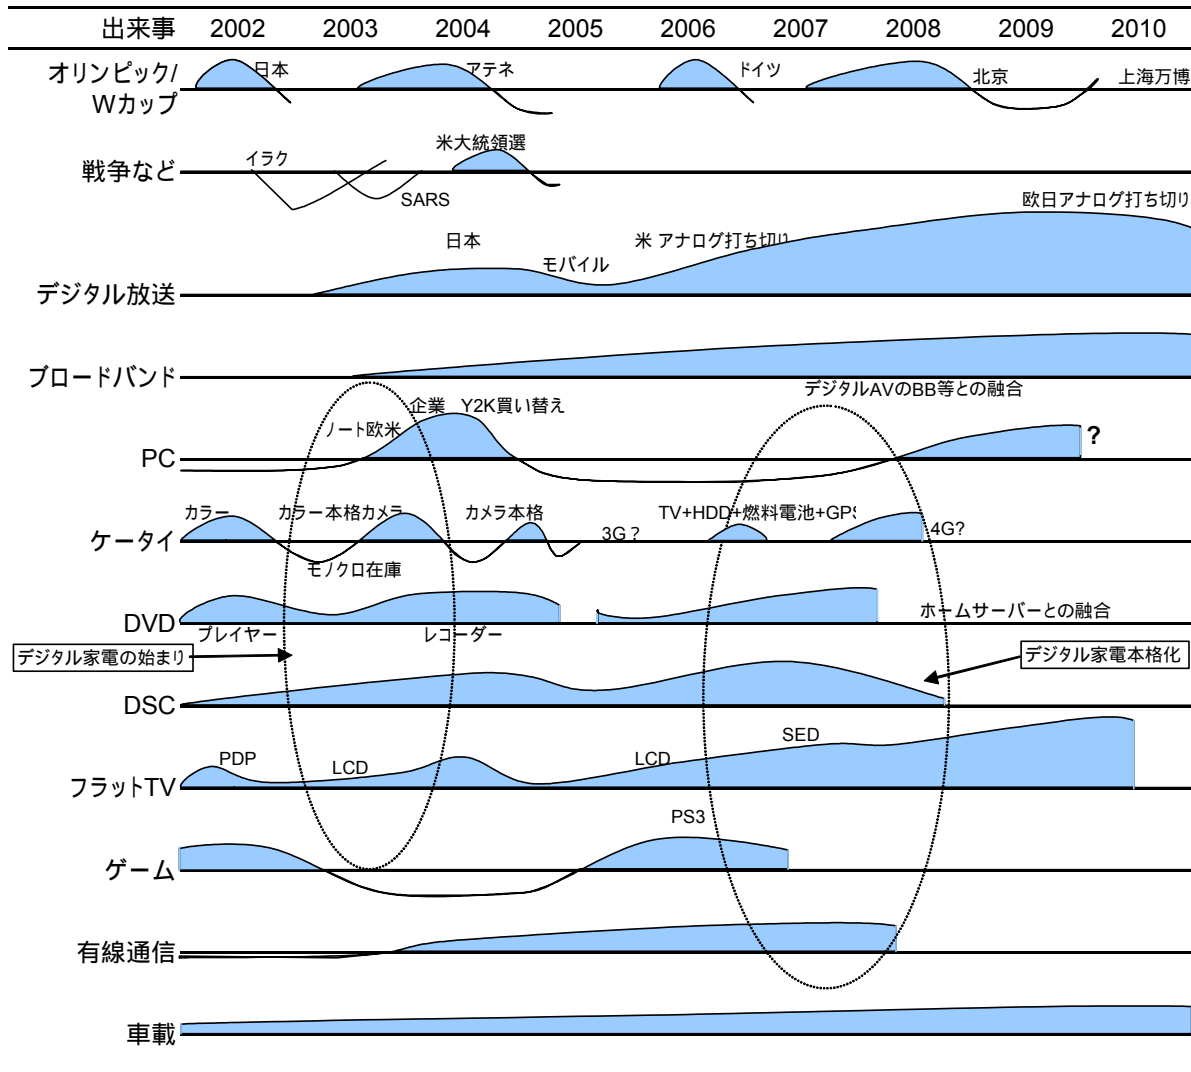 出来事 2002 2003 2004 2005 2006 2007 2008 2009 2010
オリンピック/
Wカップ
日本 アテネ ドイツ 北京 上海万博
戦争など
イラク 米大統領選
SARS
欧日アナログ打ち切り
日本 米 アナログ打ち切り
モバイル
デジタル放送
ブロードバンド
デジタルAVのBB等との融合
企業 Y2K買い替え
ノート欧米
PC
?
カラー カラー本格カメラ カメラ本格 TV+HDD+燃料電池+GPS
ケータイ
3G? 4G?
モノクロ在庫
DVD
ホームサーバーとの融合
プレイヤー レコーダー
デジタル家電の始まり デジタル家電本格化
DSC
SED
PDP LCD LCD
フラットTV
PS3
ゲーム
有線通信
車載